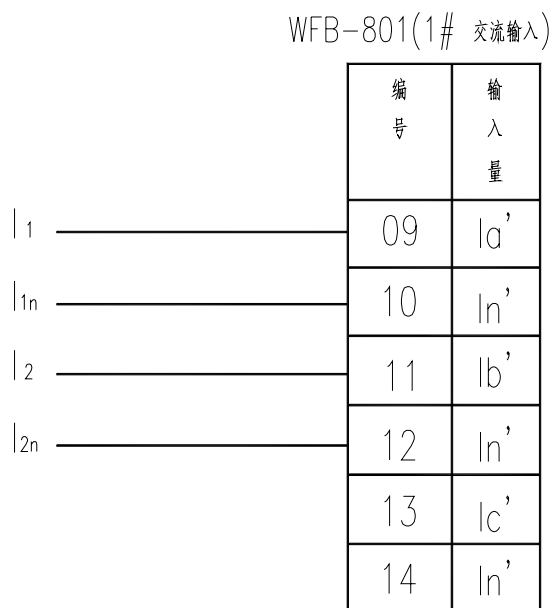 WFB-801(1# 交流输入)
编号 输入量
I1 09 Ia'
I1n 10 In'
I2 11 Ib'
I2n 12 In'
13 Ic'
14 In'